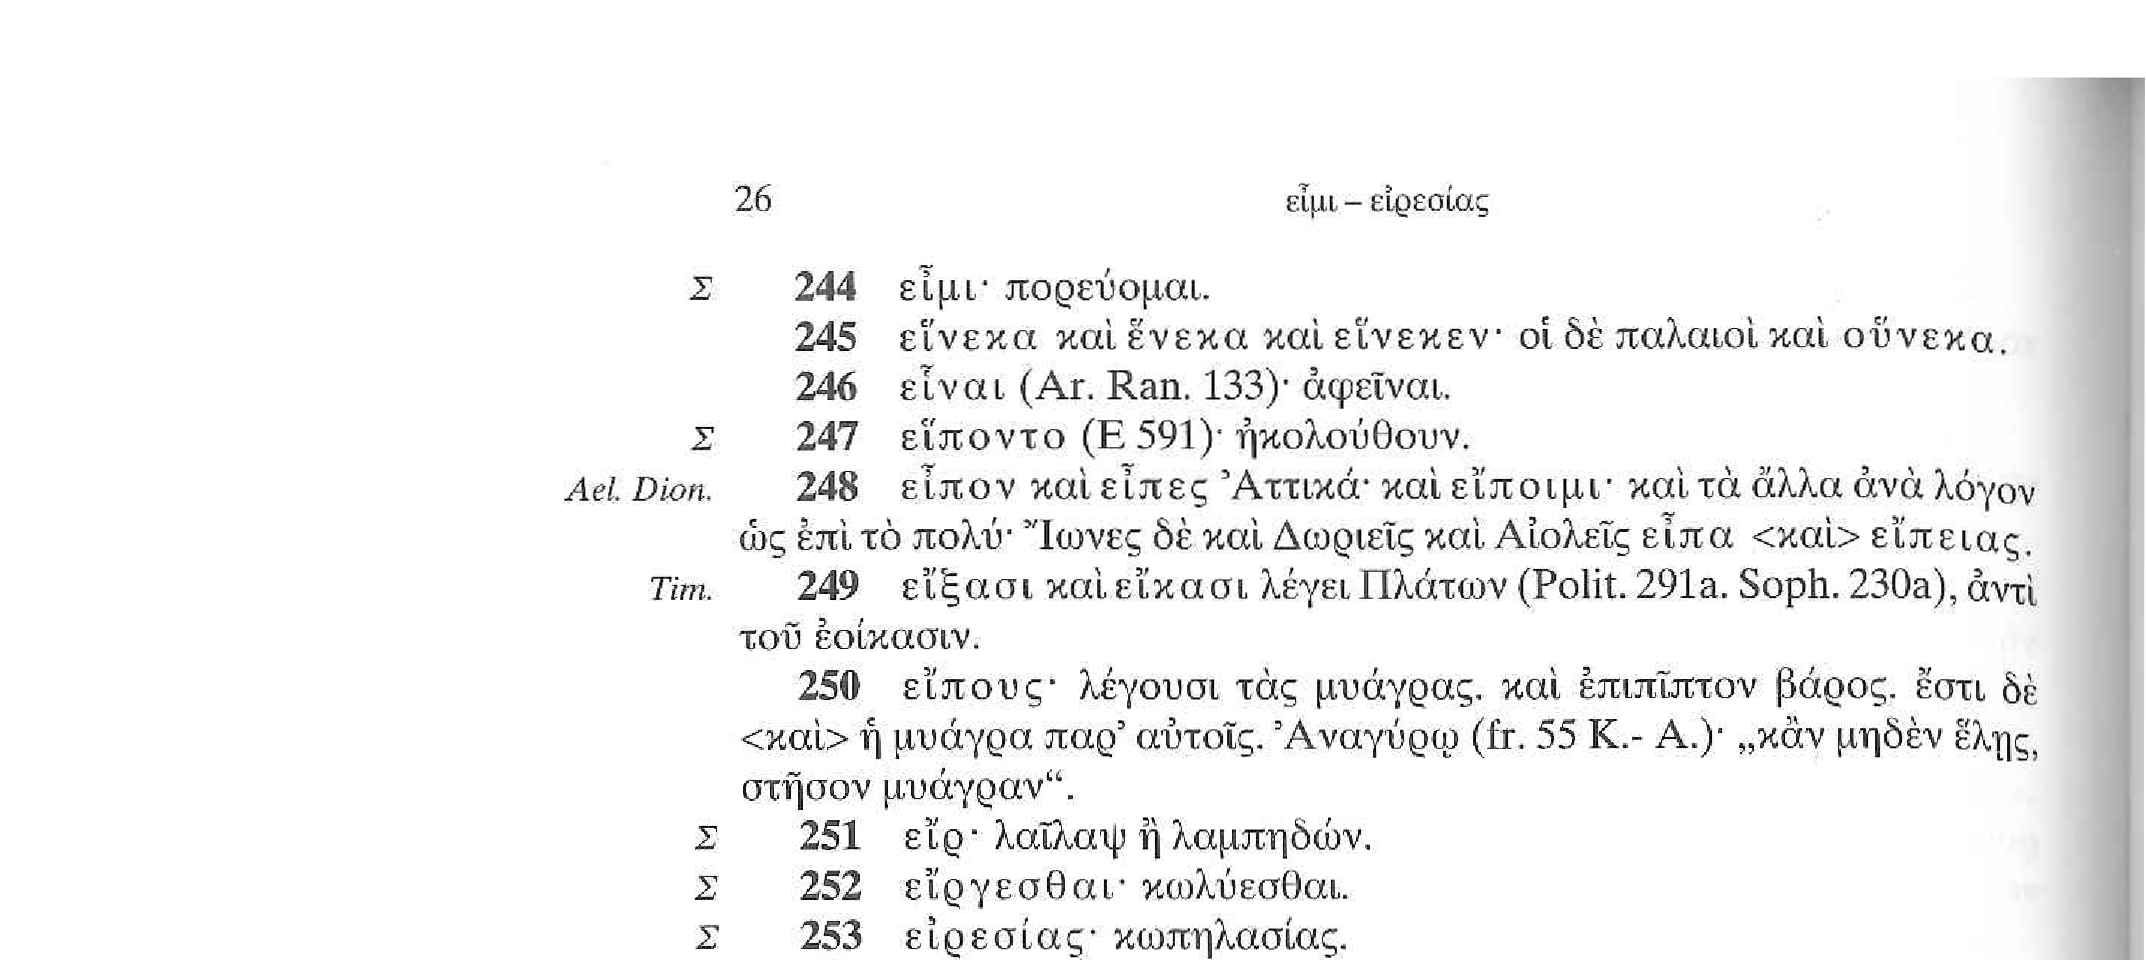 26 εἶμι – εἰρεσίας
Σ 244 εἶμι· πορεύομαι.
245 εἵνεκα καὶ ἕνεκα καὶ εἵνεκεν· οἱ δὲ παλαιοὶ καὶ οὕνεκα.
246 εἶναι (Ar. Ran. 133)· ἀφεῖναι.
Σ 247 εἵποντο (E 591)· ἠκολούθουν.
Ael. Dion. 248 εἶπον καὶ εἶπες Ἀττικά· καὶ εἴποιμι· καὶ τὰ ἄλλα ἀνὰ λόγον
ὡς ἐπὶ τὸ πολύ· Ἴωνες δὲ καὶ Δωριεῖς καὶ Αἰολεῖς εἶπα <καὶ> εἴπειας.
Tim. 249 εἴξασι καὶ εἴκασι λέγει Πλάτων (Polit. 291a. Soph. 230a), ἀντὶ
τοῦ ἐοίκασιν.
250 εἴπους· λέγουσι τὰς μυάγρας. καὶ ἐπιπῖπτον βάρος. ἔστι δὲ
<καὶ> ἡ μυάγρα παρ’ αὐτοῖς. Ἀναγύρῳ (fr. 55 K.- A.)· „κἂν μηδὲν ἕλῃς,
στῆσον μυάγραν“.
Σ 251 εἴρ· λαῖλαψ ἢ λαμπηδών.
Σ 252 εἴργεσθαι· κωλύεσθαι.
Σ 253 εἰρεσίας· κωπηλασίας.